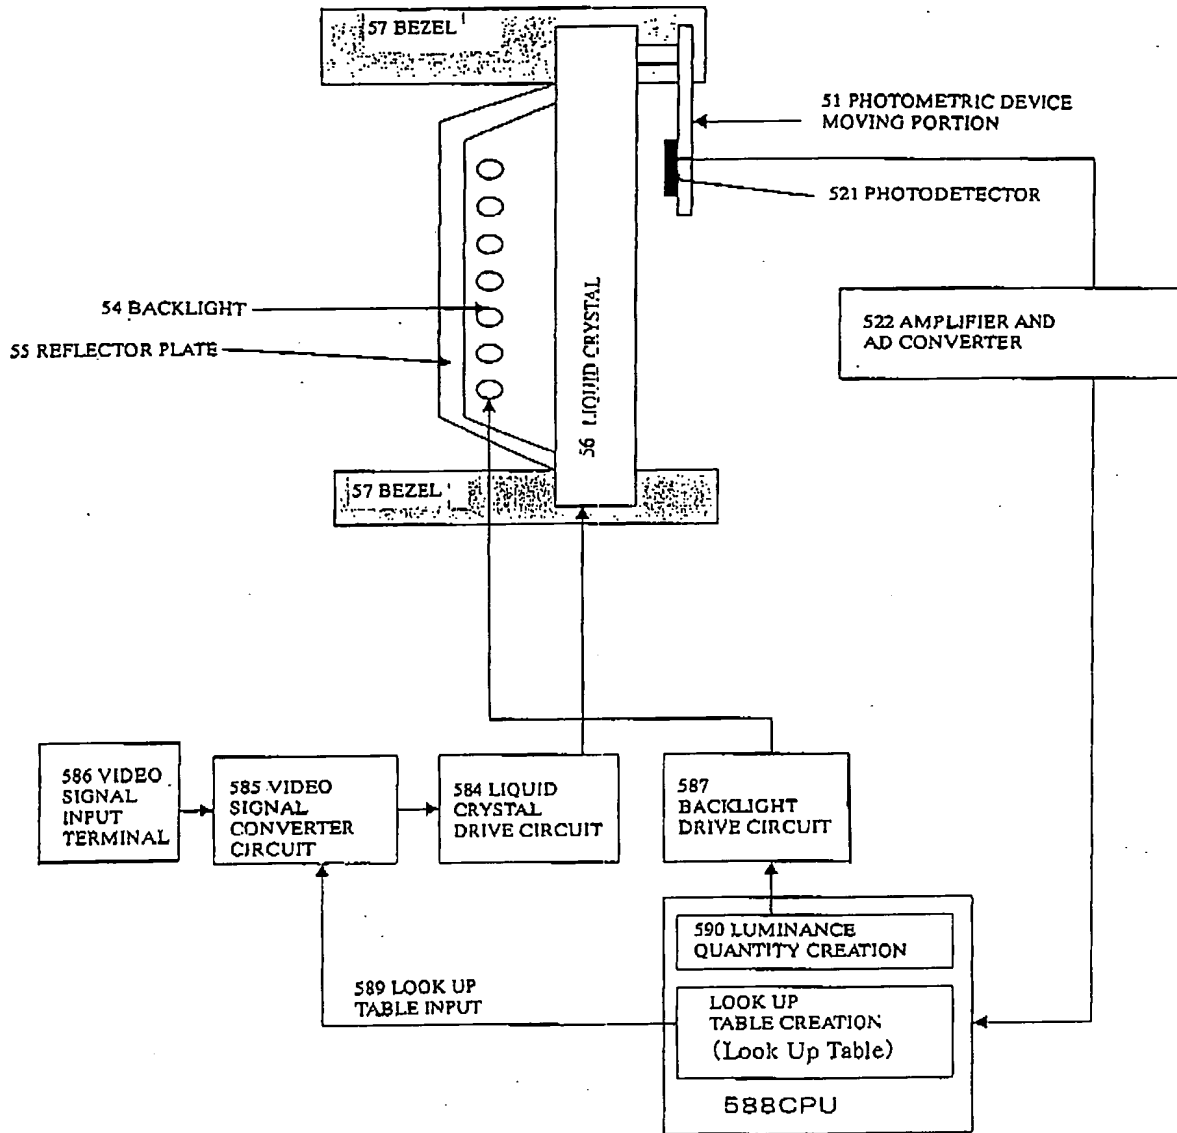 57 BEZEL
51 PHOTOMETRIC DEVICE
MOVING PORTION
521 PHOTODETECTOR
54 BACKLIGHT
55 REFLECTOR PLATE
56 LIQUID CRYSTAL
522 AMPLIFIER AND
AD CONVERTER
57 BEZEL
586 VIDEO
SIGNAL
INPUT
TERMINAL
585 VIDEO
SIGNAL
CONVERTER
CIRCUIT
584 LIQUID
CRYSTAL
DRIVE CIRCUIT
587
BACKLIGHT
DRIVE CIRCUIT
590 LUMINANCE
QUANTITY CREATION
589 LOOK UP
TABLE INPUT
LOOK UP
TABLE CREATION
(Look Up Table)
588CPU